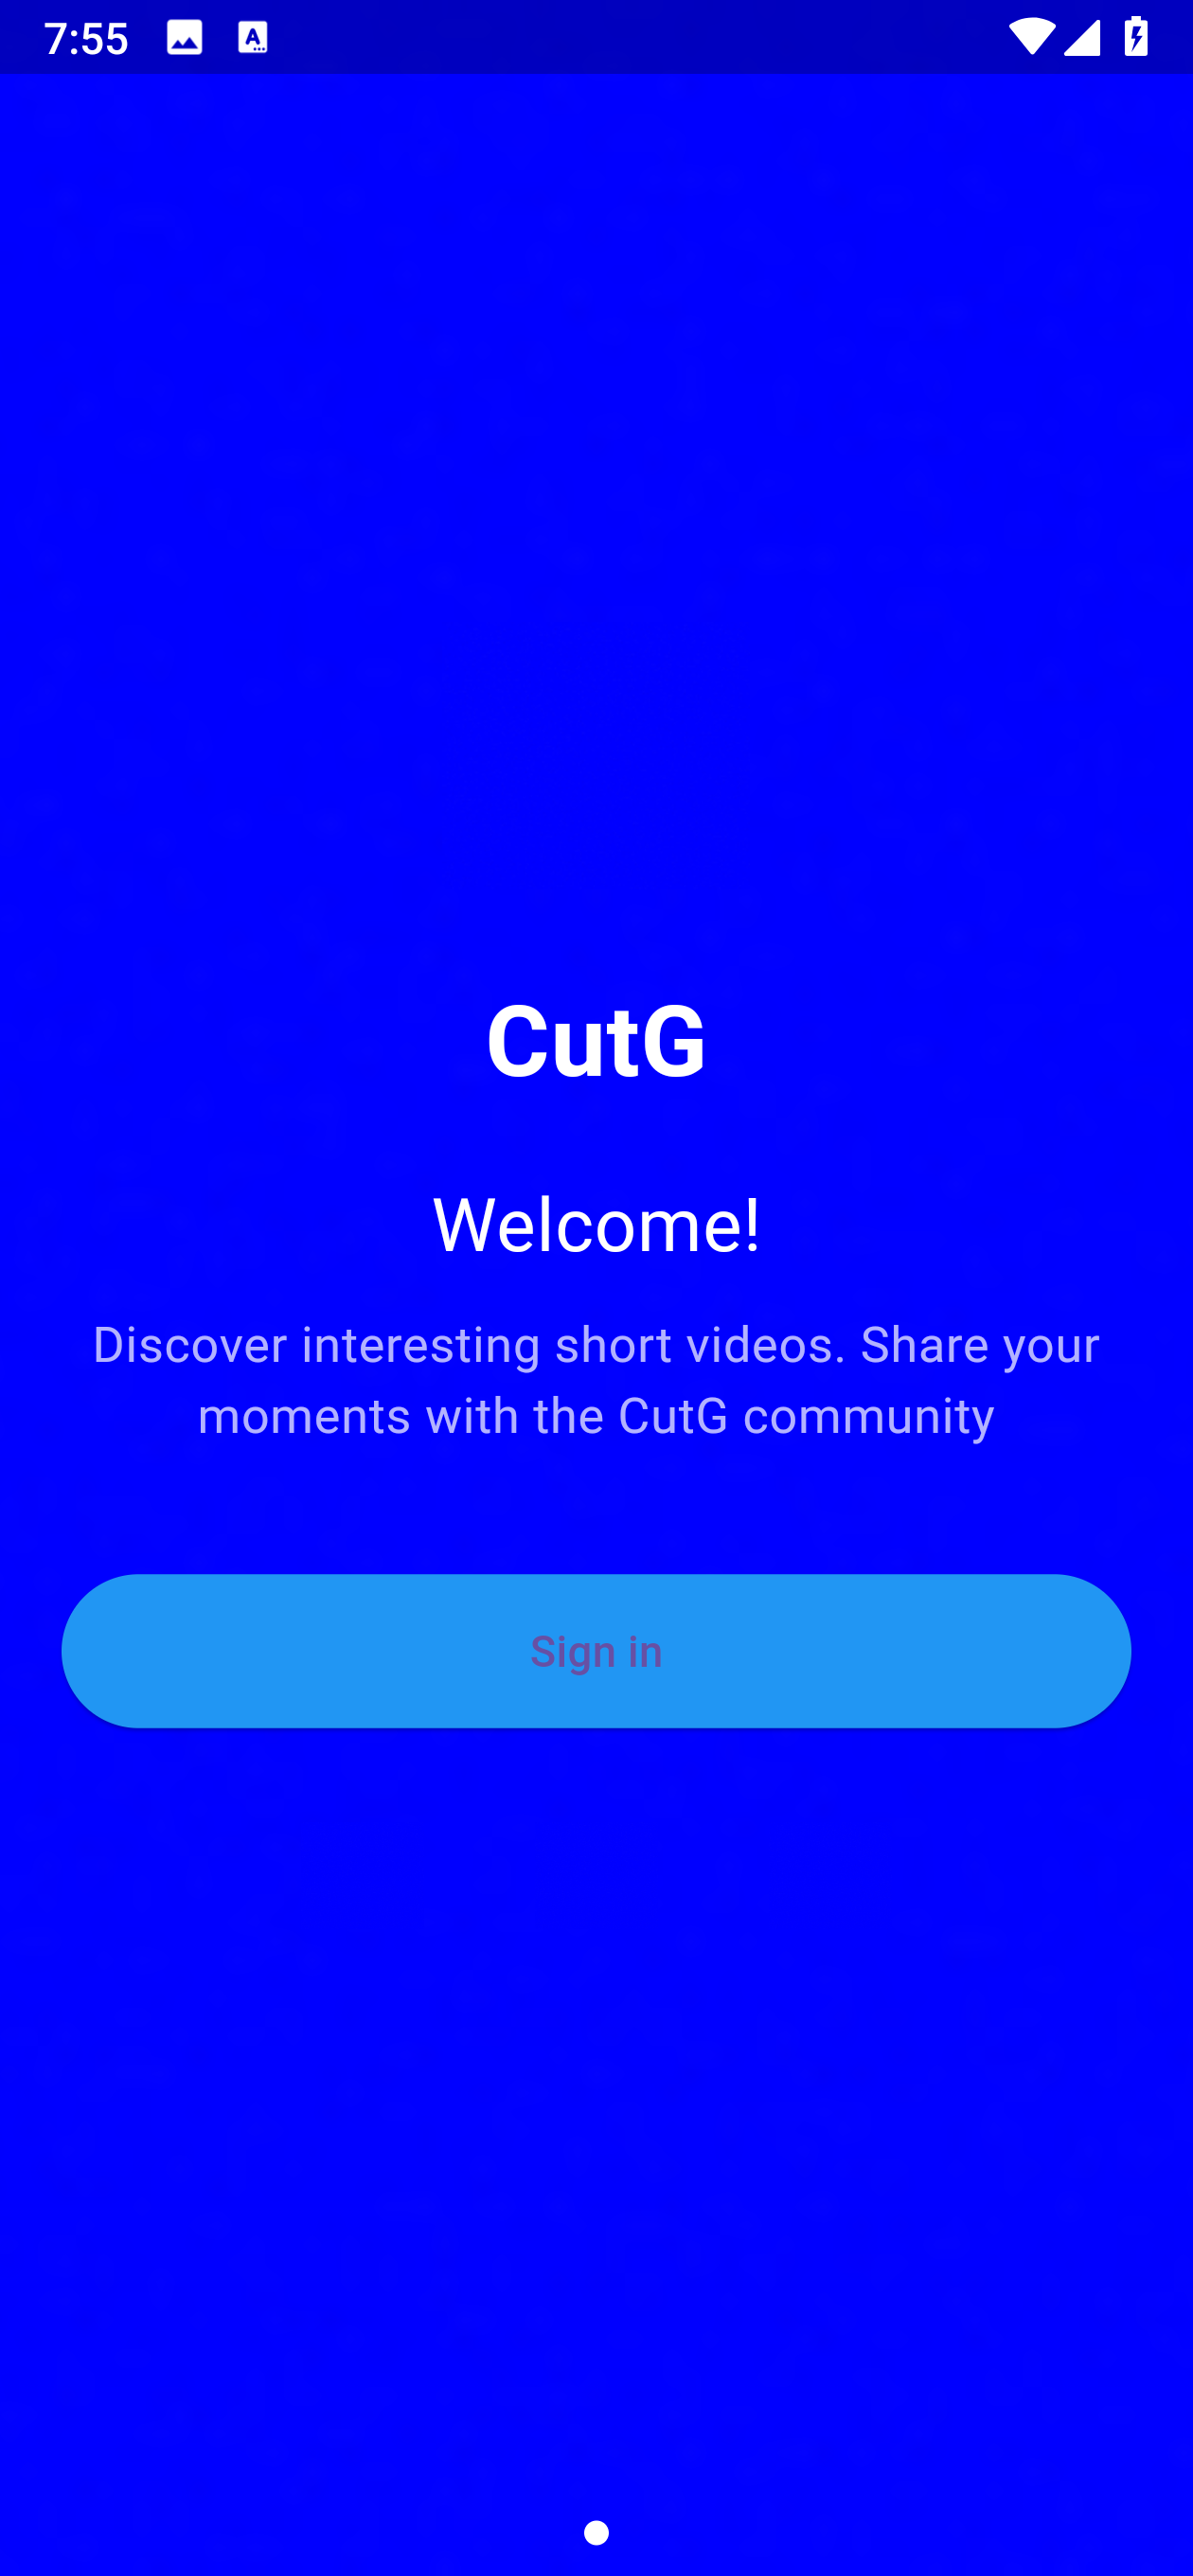 7:55
CutG
Welcome!
Discover interesting short videos. Share your
moments with the CutG community
Sign in